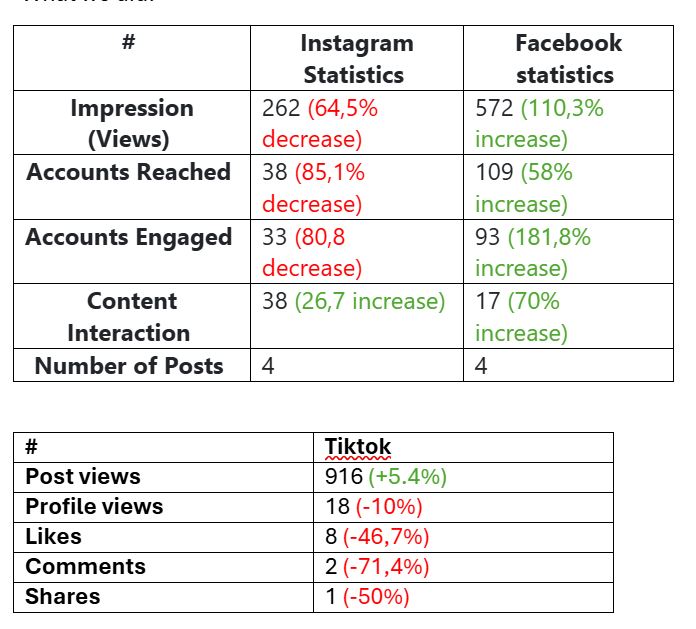 #
Instagram
Statistics
Facebook
statistics
Impression
(Views)
262 (64,5%
decrease)
572 (110,3%
increase)
Accounts Reached
38 (85,1%
decrease)
109 (58%
increase)
Accounts Engaged
33 (80,8
decrease)
93 (181,8%
increase)
Content
Interaction
38 (26,7 increase)
17 (70%
increase)
Number of Posts
4
4
#
Tiktok
Post views
916 (+5.4%)
Profile views
18 (-10%)
Likes
8 (-46,7%)
Comments
2 (-71,4%)
Shares
1 (-50%)